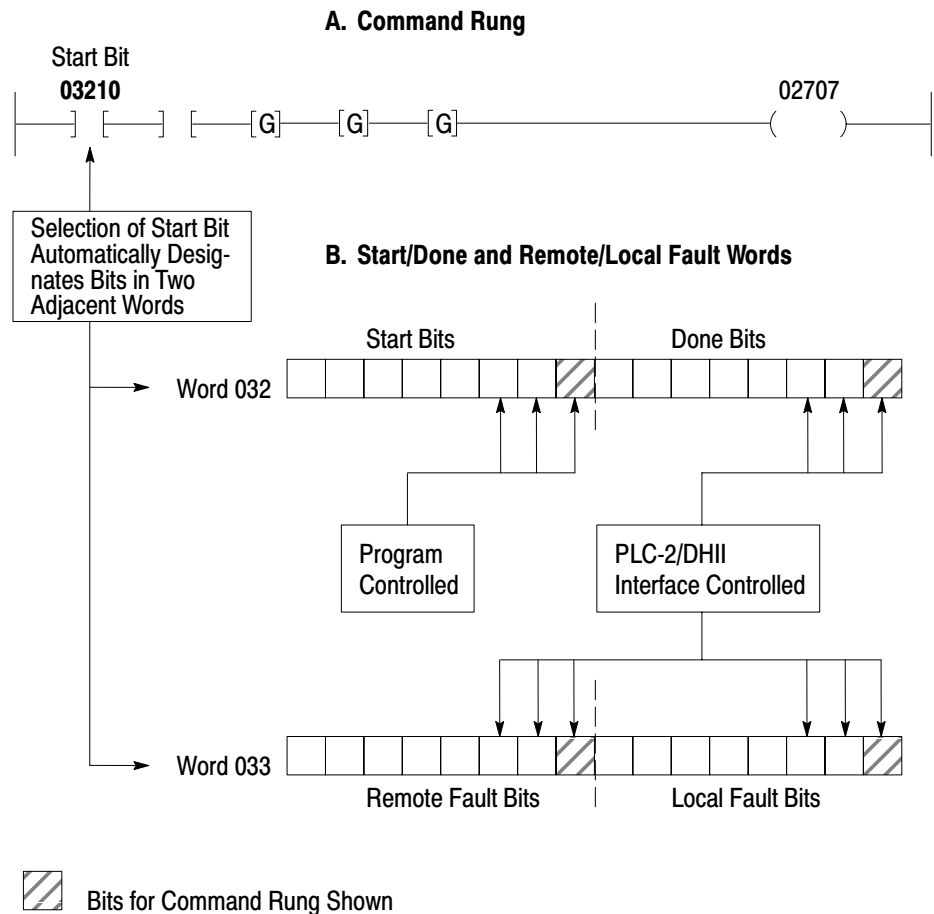 A. Command Rung
Start Bit
03210
02707
] [ ] [ [G] [G] [G] ( )
Selection of Start Bit
Automatically Desig-
nates Bits in Two
Adjacent Words
B. Start/Done and Remote/Local Fault Words
Start Bits
Done Bits
Word 032
Program
Controlled
PLC-2/DHII
Interface Controlled
Word 033
Remote Fault Bits
Local Fault Bits
Bits for Command Rung Shown